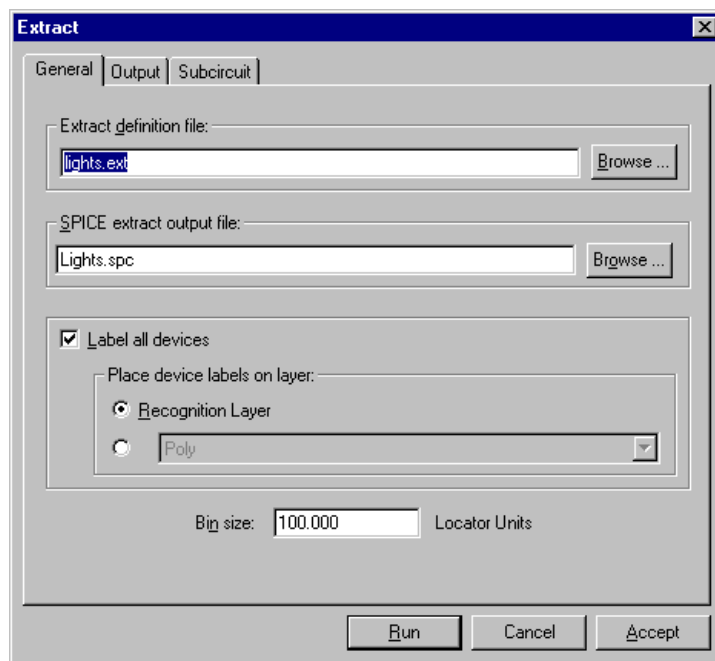 Extract
General Output Subcircuit
Extract definition file:
lights.ext Browse ...
SPICE extract output file:
Lights.spc Browse ...
Label all devices
Place device labels on layer:
Recognition Layer
Poly
Bin size: 100.000 Locator Units
Run Cancel Accept